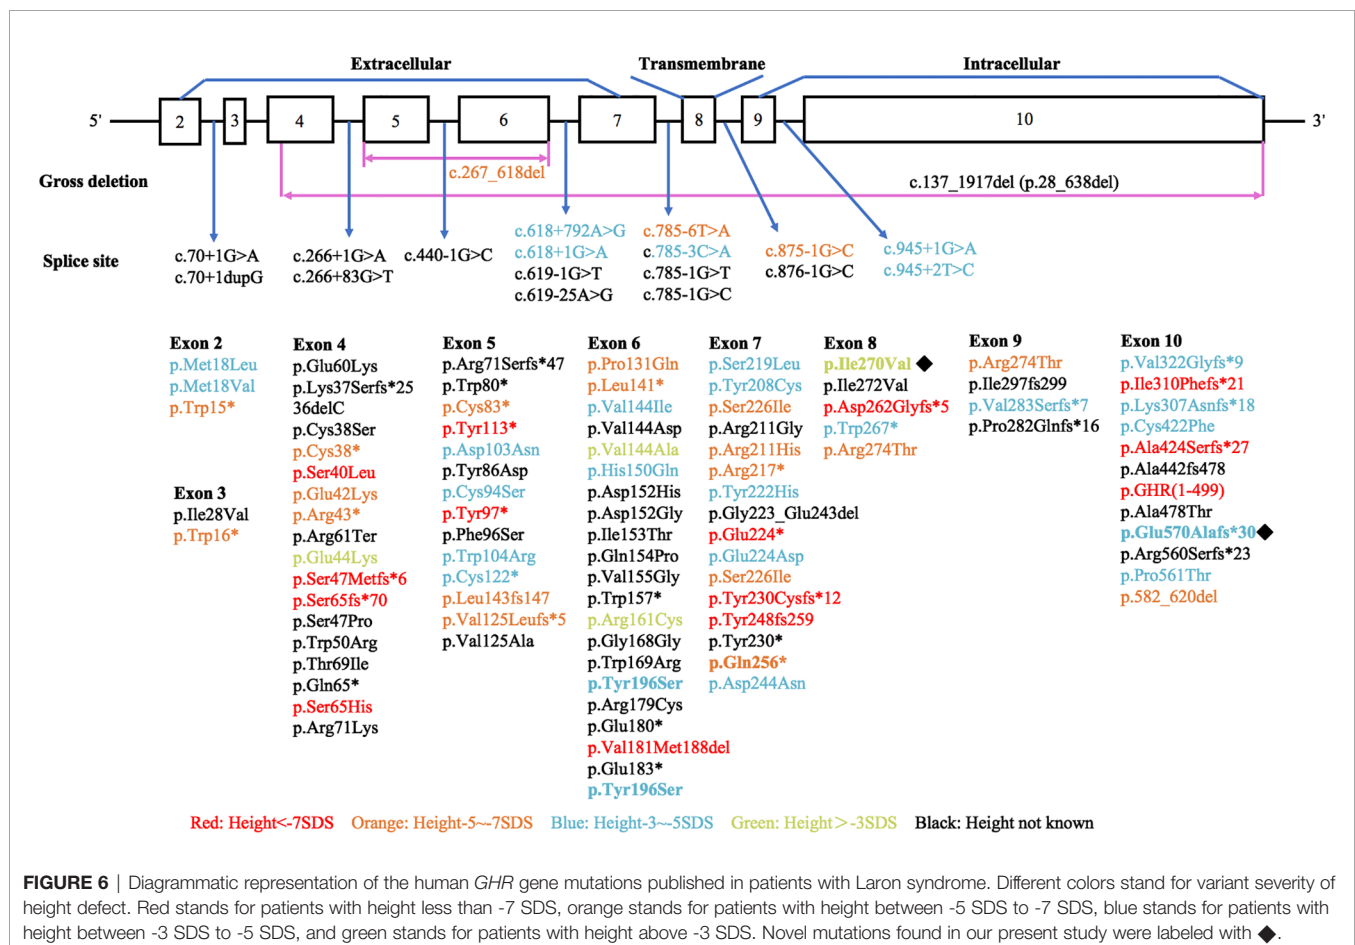 Extracellular
Transmembrane
Intracellular
5'
2
3
4
5
6
7
8
9
10
3'
Gross deletion
c.267_618del
c.137_1917del (p.28_638del)
Splice site
c.70+1G>A
c.70+1dupG
c.266+1G>A
c.266+83G>T
c.440-1G>C
c.618+792A>G
c.618+1G>A
c.619-1G>T
c.619-25A>G
c.785-6T>A
c.785-3C>A
c.785-1G>T
c.785-1G>C
c.875-1G>C
c.876-1G>C
c.945+1G>A
c.945+2T>C
Exon 2
p.Met18Leu
p.Met18Val
p.Trp15*
Exon 3
p.Ile28Val
p.Trp16*
Exon 4
p.Glu60Lys
p.Lys37Serfs*25
36delC
p.Cys38Ser
p.Cys38*
p.Ser40Leu
p.Glu42Lys
p.Arg43*
p.Arg61Ter
p.Glu44Lys
p.Ser47Metfs*6
p.Ser65fs*70
p.Ser47Pro
p.Trp50Arg
p.Thr69Ile
p.Gln65*
p.Ser65His
p.Arg71Lys
Exon 5
p.Arg71Serfs*47
p.Trp80*
p.Cys83*
p.Tyr113*
p.Asp103Asn
p.Tyr86Asp
p.Cys94Ser
p.Tyr97*
p.Phe96Ser
p.Trp104Arg
p.Cys122*
p.Leu143fs147
p.Val125Leufs*5
p.Val125Ala
Exon 6
p.Pro131Gln
p.Leu141*
p.Val144Ile
p.Val144Asp
p.Val144Ala
p.His150Gln
p.Asp152His
p.Asp152Gly
p.Ile153Thr
p.Gln154Pro
p.Val155Gly
p.Trp157*
p.Arg161Cys
p.Gly168Gly
p.Trp169Arg
p.Tyr196Ser
p.Arg179Cys
p.Glu180*
p.Val181Met188del
p.Glu183*
p.Tyr196Ser
Exon 7
p.Ser219Leu
p.Tyr208Cys
p.Ser226Ile
p.Arg211Gly
p.Arg211His
p.Arg217*
p.Tyr222His
p.Gly223_Glu243del
p.Glu224*
p.Glu224Asp
p.Ser226Ile
p.Tyr230Cysfs*12
p.Tyr248fs259
p.Tyr230*
p.Gln256*
p.Asp244Asn
Exon 8
p.Ile270Val ◆
p.Ile272Val
p.Asp262Glyfs*5
p.Trp267*
p.Arg274Thr
Exon 9
p.Arg274Thr
p.Ile297fs299
p.Val283Serfs*7
p.Pro282Glnfs*16
Exon 10
p.Val322Glyfs*9
p.Ile310Phefs*21
p.Lys307Asnfs*18
p.Cys422Phe
p.Ala424Serfs*27
p.Ala442fs478
p.GHR(1-499)
p.Ala478Thr
p.Glu570Alafs*30◆
p.Arg560Serfs*23
p.Pro561Thr
p.582_620del
Red: Height<-7SDS Orange: Height-5~-7SDS Blue: Height-3~-5SDS Green: Height＞-3SDS Black: Height not known
FIGURE 6 | Diagrammatic representation of the human GHR gene mutations published in patients with Laron syndrome. Different colors stand for variant severity of
height defect. Red stands for patients with height less than -7 SDS, orange stands for patients with height between -5 SDS to -7 SDS, blue stands for patients with
height between -3 SDS to -5 SDS, and green stands for patients with height above -3 SDS. Novel mutations found in our present study were labeled with ◆.